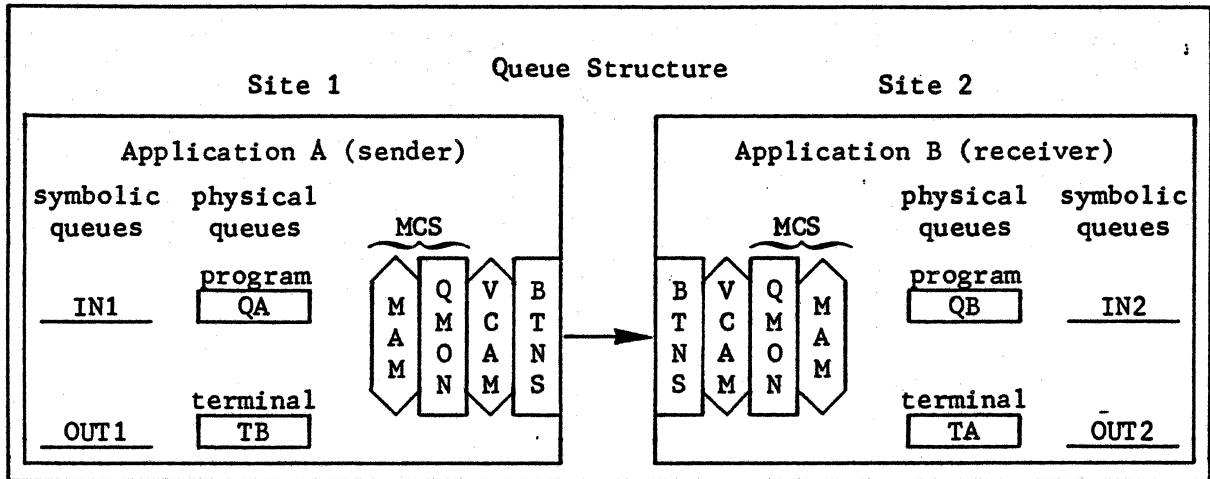 Queue Structure
Site 1
Site 2
Application A (sender)
symbolic queues
physical queues
MCS
program
IN1
QA
MAM
QMON
VCAM
BTNS
terminal
OUT1
TB
Application B (receiver)
MCS
physical queues
symbolic queues
BTNS
VCAM
QMON
MAM
program
QB
IN2
terminal
TA
OUT2